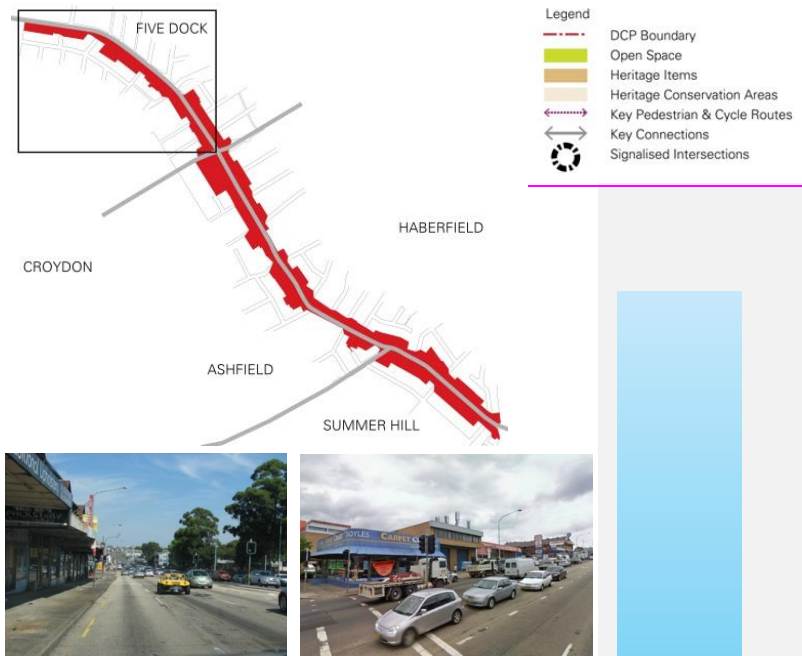 FIVE DOCK
HABERFIELD
CROYDON
ASHFIELD
SUMMER HILL
Legend
DCP Boundary
Open Space
Heritage Items
Heritage Conservation Areas
Key Pedestrian & Cycle Routes
Key Connections
Signalised Intersections
DOYLES CARPET